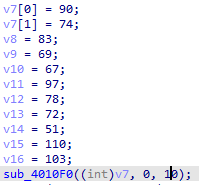 v7[0] = 90;
v7[1] = 74;
v8 = 83;
v9 = 69;
v10 = 67;
v11 = 97;
v12 = 78;
v13 = 72;
v14 = 51;
v15 = 110;
v16 = 103;
sub_4010F0((int)v7, 0, 10);